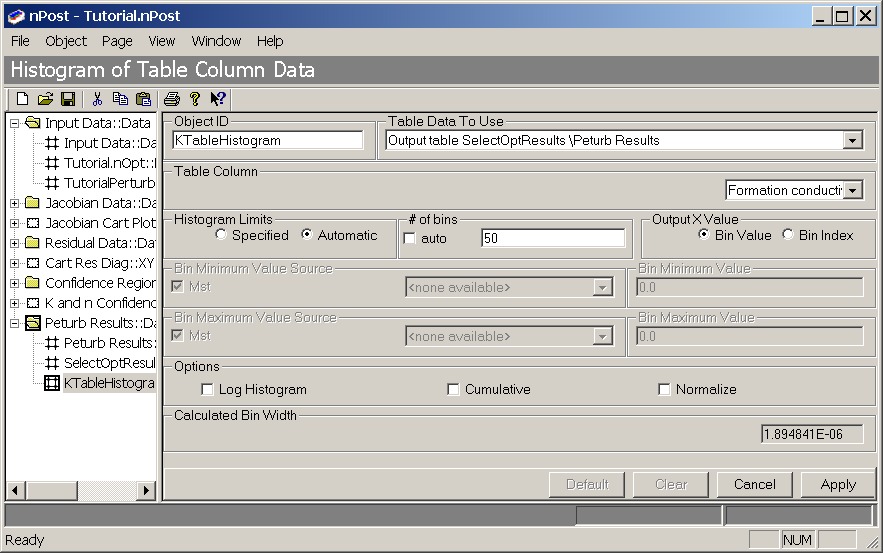 nPost - Tutorial.nPost
File Object Page View Window Help
Histogram of Table Column Data
Input Data::Data
Input Data::Da
Tutorial.nOpt::
TutorialPerturb
Jacobian Data::Da
Jacobian Cart Plot
Residual Data::Da
Cart Res Diag::XY
Confidence Region
K and n Confidenc
Peturb Results::Da
Peturb Results:
SelectOptResul
KTableHistogra
Object ID
KTableHistogram
Table Data To Use
Output table SelectOptResults \Peturb Results
Table Column
Formation conducti
Histogram Limits
Specified Automatic
# of bins
auto 50
Output X Value
Bin Value Bin Index
Bin Minimum Value Source
Mst <none available>
Bin Minimum Value
0.0
Bin Maximum Value Source
Mst <none available>
Bin Maximum Value
0.0
Options
Log Histogram Cumulative Normalize
Calculated Bin Width
1.894841E-06
Default Clear Cancel Apply
Ready NUM